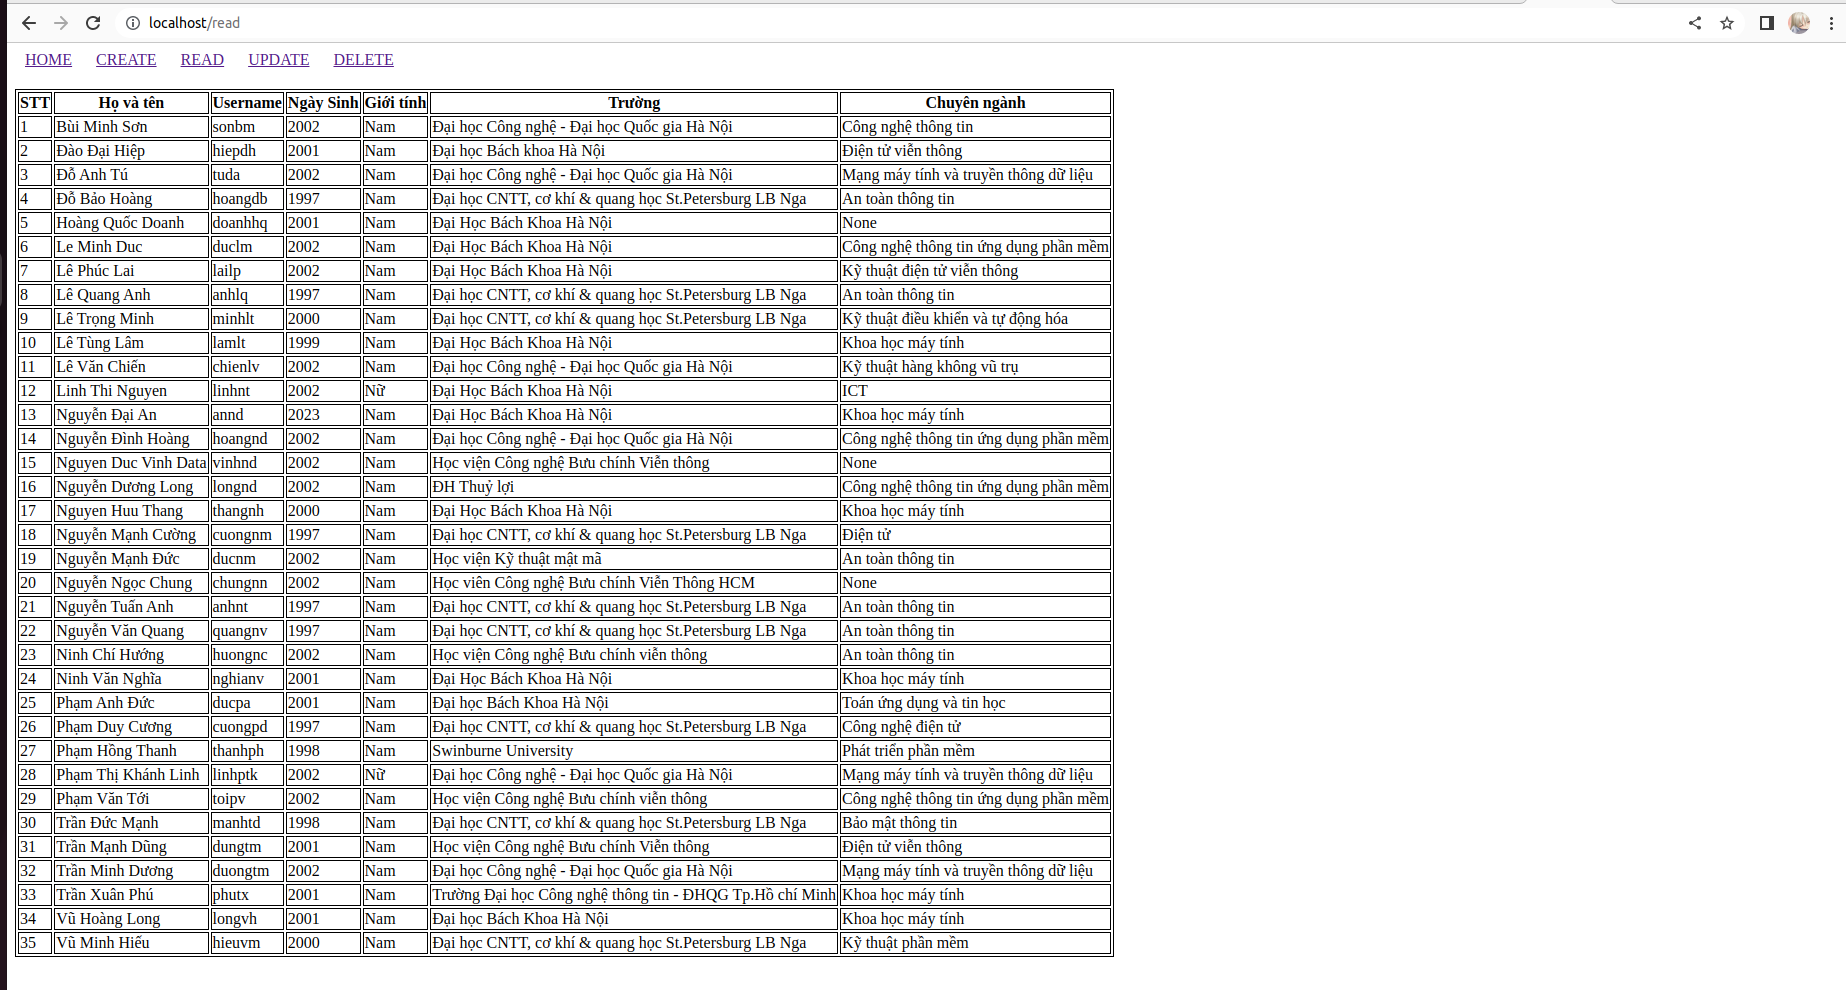 localhost/read
HOME CREATE READ UPDATE DELETE
STT Họ và tên Username Ngày Sinh Giới tính Trường Chuyên ngành
1 Bùi Minh Sơn sonbm 2002 Nam Đại học Công nghệ - Đại học Quốc gia Hà Nội Công nghệ thông tin
2 Đào Đại Hiệp hiepdh 2001 Nam Đại học Bách khoa Hà Nội Điện tử viễn thông
3 Đỗ Anh Tú tuda 2002 Nam Đại học Công nghệ - Đại học Quốc gia Hà Nội Mạng máy tính và truyền thông dữ liệu
4 Đỗ Bảo Hoàng hoangdb 1997 Nam Đại học CNTT, cơ khí & quang học St.Petersburg LB Nga An toàn thông tin
5 Hoàng Quốc Doanh doanhhq 2001 Nam Đại Học Bách Khoa Hà Nội None
6 Le Minh Duc duclm 2002 Nam Đại Học Bách Khoa Hà Nội Công nghệ thông tin ứng dụng phần mềm
7 Lê Phúc Lai lailp 2002 Nam Đại Học Bách Khoa Hà Nội Kỹ thuật điện tử viễn thông
8 Lê Quang Anh anhlq 1997 Nam Đại học CNTT, cơ khí & quang học St.Petersburg LB Nga An toàn thông tin
9 Lê Trọng Minh minhlt 2000 Nam Đại học CNTT, cơ khí & quang học St.Petersburg LB Nga Kỹ thuật điều khiển và tự động hóa
10 Lê Tùng Lâm lamlt 1999 Nam Đại Học Bách Khoa Hà Nội Khoa học máy tính
11 Lê Văn Chiến chienlv 2002 Nam Đại học Công nghệ - Đại học Quốc gia Hà Nội Kỹ thuật hàng không vũ trụ
12 Linh Thi Nguyen linhnt 2002 Nữ Đại Học Bách Khoa Hà Nội ICT
13 Nguyễn Đại An annd 2023 Nam Đại Học Bách Khoa Hà Nội Khoa học máy tính
14 Nguyễn Đình Hoàng hoangnd 2002 Nam Đại học Công nghệ - Đại học Quốc gia Hà Nội Công nghệ thông tin ứng dụng phần mềm
15 Nguyen Duc Vinh Data vinhnd 2002 Nam Học viện Công nghệ Bưu chính Viễn thông None
16 Nguyễn Dương Long longnd 2002 Nam ĐH Thuỷ lợi Công nghệ thông tin ứng dụng phần mềm
17 Nguyen Huu Thang thangnh 2000 Nam Đại Học Bách Khoa Hà Nội Khoa học máy tính
18 Nguyễn Mạnh Cường cuongnm 1997 Nam Đại học CNTT, cơ khí & quang học St.Petersburg LB Nga Điện tử
19 Nguyễn Mạnh Đức ducnm 2002 Nam Học viện Kỹ thuật mật mã An toàn thông tin
20 Nguyễn Ngọc Chung chungnn 2002 Nam Học viên Công nghệ Bưu chính Viễn Thông HCM None
21 Nguyễn Tuấn Anh anhnt 1997 Nam Đại học CNTT, cơ khí & quang học St.Petersburg LB Nga An toàn thông tin
22 Nguyễn Văn Quang quangnv 1997 Nam Đại học CNTT, cơ khí & quang học St.Petersburg LB Nga An toàn thông tin
23 Ninh Chí Hướng huongnc 2002 Nam Học viện Công nghệ Bưu chính viễn thông An toàn thông tin
24 Ninh Văn Nghĩa nghianv 2001 Nam Đại Học Bách Khoa Hà Nội Khoa học máy tính
25 Phạm Anh Đức ducpa 2001 Nam Đại học Bách Khoa Hà Nội Toán ứng dụng và tin học
26 Phạm Duy Cương cuongpd 1997 Nam Đại học CNTT, cơ khí & quang học St.Petersburg LB Nga Công nghệ điện tử
27 Phạm Hồng Thanh thanhph 1998 Nam Swinburne University Phát triển phần mềm
28 Phạm Thị Khánh Linh linhptk 2002 Nữ Đại học Công nghệ - Đại học Quốc gia Hà Nội Mạng máy tính và truyền thông dữ liệu
29 Phạm Văn Tới toipv 2002 Nam Học viện Công nghệ Bưu chính viễn thông Công nghệ thông tin ứng dụng phần mềm
30 Trần Đức Mạnh manhtd 1998 Nam Đại học CNTT, cơ khí & quang học St.Petersburg LB Nga Bảo mật thông tin
31 Trần Mạnh Dũng dungtm 2001 Nam Học viện Công nghệ Bưu chính Viễn thông Điện tử viễn thông
32 Trần Minh Dương duongtm 2002 Nam Đại học Công nghệ - Đại học Quốc gia Hà Nội Mạng máy tính và truyền thông dữ liệu
33 Trần Xuân Phú phutx 2001 Nam Trường Đại học Công nghệ thông tin - ĐHQG Tp.Hồ chí Minh Khoa học máy tính
34 Vũ Hoàng Long longvh 2001 Nam Đại học Bách Khoa Hà Nội Khoa học máy tính
35 Vũ Minh Hiếu hieuvm 2000 Nam Đại học CNTT, cơ khí & quang học St.Petersburg LB Nga Kỹ thuật phần mềm